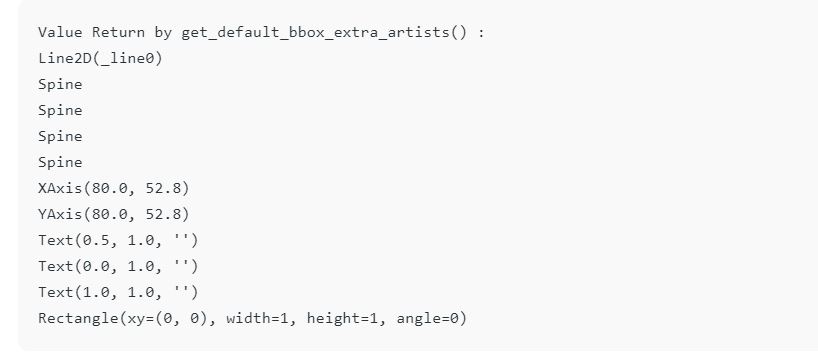 Value Return by get_default_bbox_extra_artists() :
Line2D(_line0)
Spine
Spine
Spine
Spine
XAxis(80.0, 52.8)
YAxis(80.0, 52.8)
Text(0.5, 1.0, '')
Text(0.0, 1.0, '')
Text(1.0, 1.0, '')
Rectangle(xy=(0, 0), width=1, height=1, angle=0)